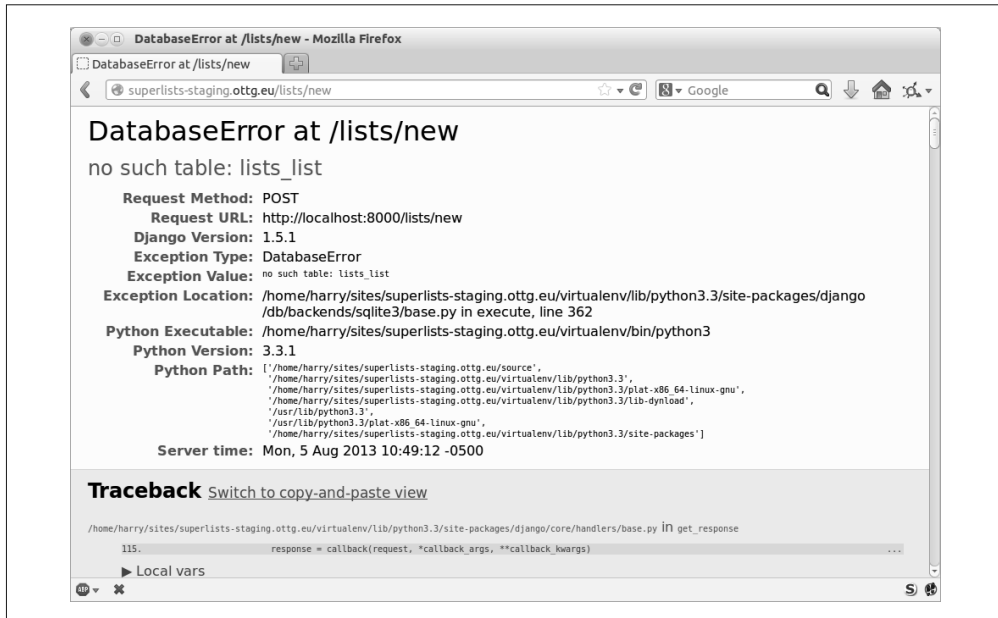 DatabaseError at /lists/new - Mozilla Firefox
DatabaseError at /lists/new
superlists-staging.ottg.eu/lists/new
Google
DatabaseError at /lists/new
no such table: lists_list
Request Method: POST
Request URL: http://localhost:8000/lists/new
Django Version: 1.5.1
Exception Type: DatabaseError
Exception Value: no such table: lists_list
Exception Location: /home/harry/sites/superlists-staging.ottg.eu/virtualenv/lib/python3.3/site-packages/django
/db/backends/sqlite3/base.py in execute, line 362
Python Executable: /home/harry/sites/superlists-staging.ottg.eu/virtualenv/bin/python3
Python Version: 3.3.1
Python Path: ['/home/harry/sites/superlists-staging.ottg.eu/source',
'/home/harry/sites/superlists-staging.ottg.eu/virtualenv/lib/python3.3',
'/home/harry/sites/superlists-staging.ottg.eu/virtualenv/lib/python3.3/plat-x86_64-linux-gnu',
'/home/harry/sites/superlists-staging.ottg.eu/virtualenv/lib/python3.3/lib-dynload',
'/usr/lib/python3.3',
'/usr/lib/python3.3/plat-x86_64-linux-gnu',
'/home/harry/sites/superlists-staging.ottg.eu/virtualenv/lib/python3.3/site-packages']
Server time: Mon, 5 Aug 2013 10:49:12 -0500
Traceback Switch to copy-and-paste view
/home/harry/sites/superlists-staging.ottg.eu/virtualenv/lib/python3.3/site-packages/django/core/handlers/base.py in get_response
115. response = callback(request, *callback_args, **callback_kwargs) ...
▶ Local vars
ABP
S